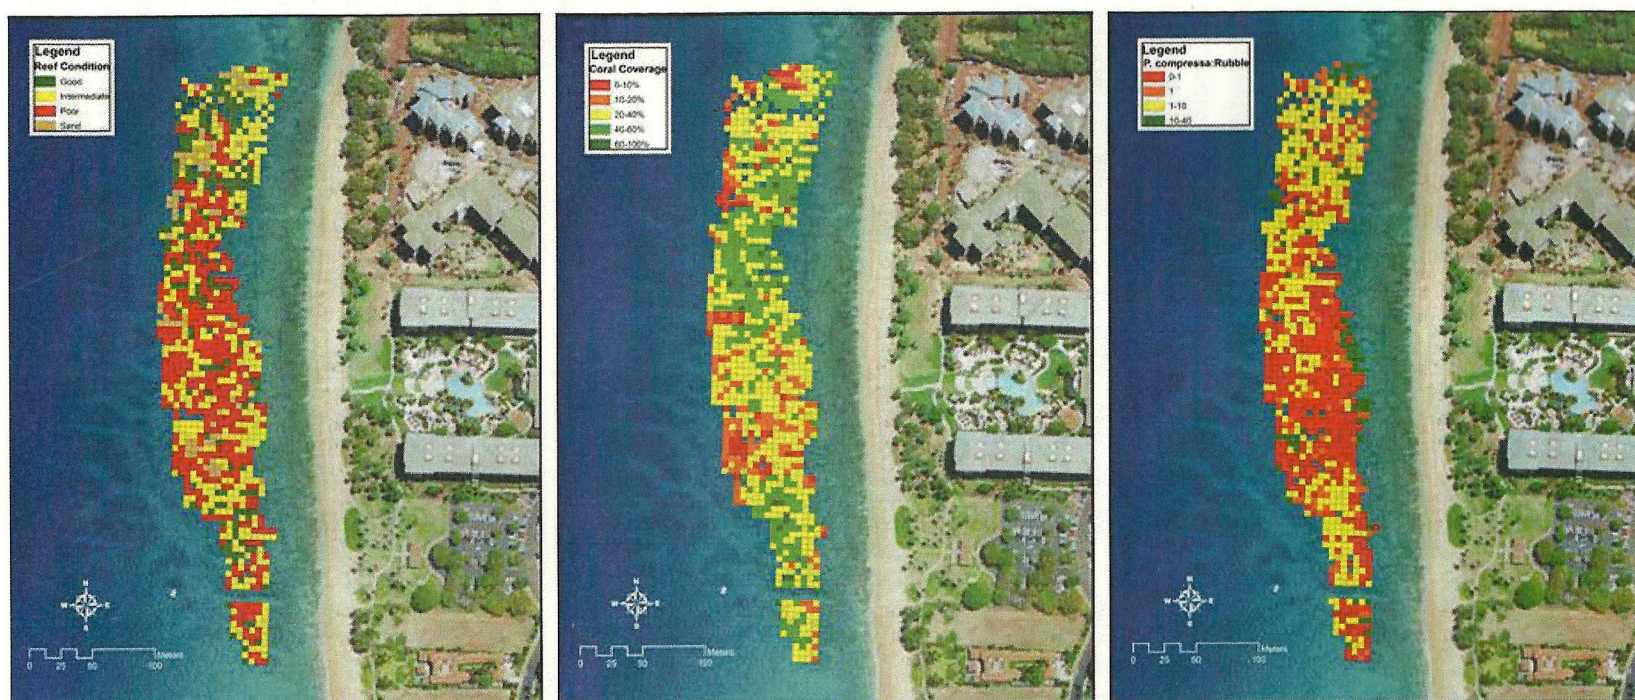 Legend
Reef Condition
Good
Intermediate
Poor
Sand
N
W
E
S
0 25 50 100
Meters
Legend
Coral Coverage
0-10%
10-20%
20-40%
40-60%
60-100%
N
W
E
S
0 25 50 100
Meters
Legend
P. compressa:Rubble
0-1
1
1-10
10-40
N
W
E
S
0 25 50 100
Meters